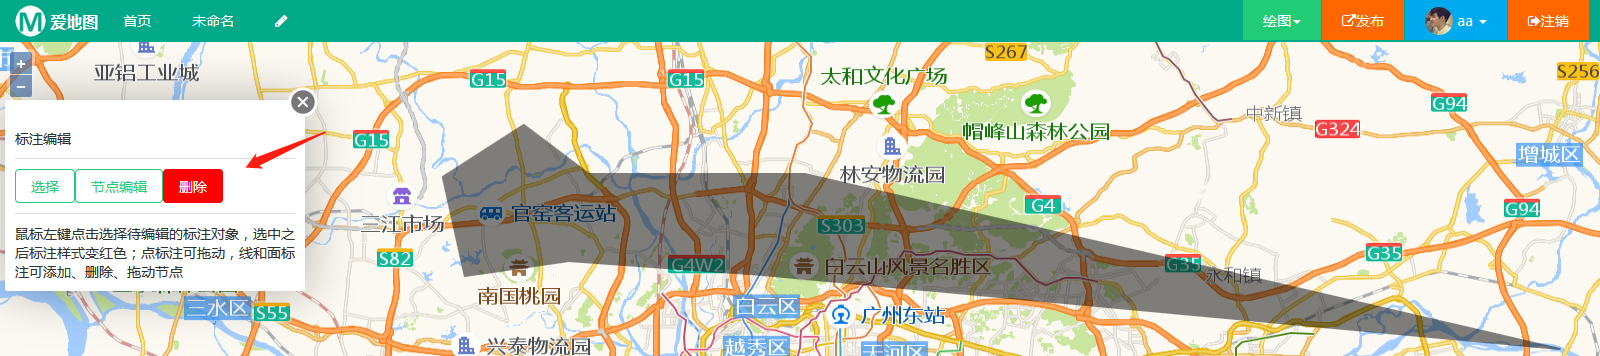 爱地图
首页
未命名
绘图
发布
aa
注销
亚铝工业城
G15
G15
太和文化广场
S267
S256
G94
中新镇
G324
帽峰山森林公园
增城区
林安物流园
G15
标注编辑
选择
节点编辑
删除
鼠标左键点击选择待编辑的标注对象，选中之
后标注样式变红色；点标注可拖动，线和面标
注可添加、删除、拖动节点
三江市场
官窑客运站
S303
G4
G94
S82
G4W2
白云山风景名胜区
G35
G35
永和镇
南国桃园
三水区
S55
白云区
广州东站
兴泰物流园
越秀区
天河区